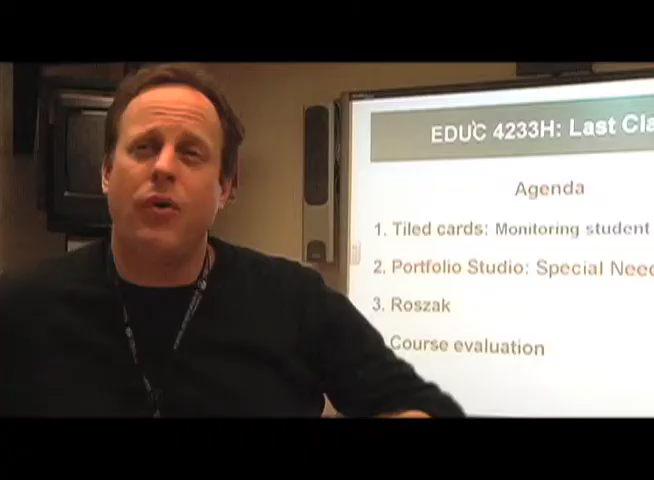 EDUC 4233H: Last Cla
Agenda
1. Tiled cards: Monitoring student
2. Portfolio Studio: Special Nee
3. Roszak
Course evaluation